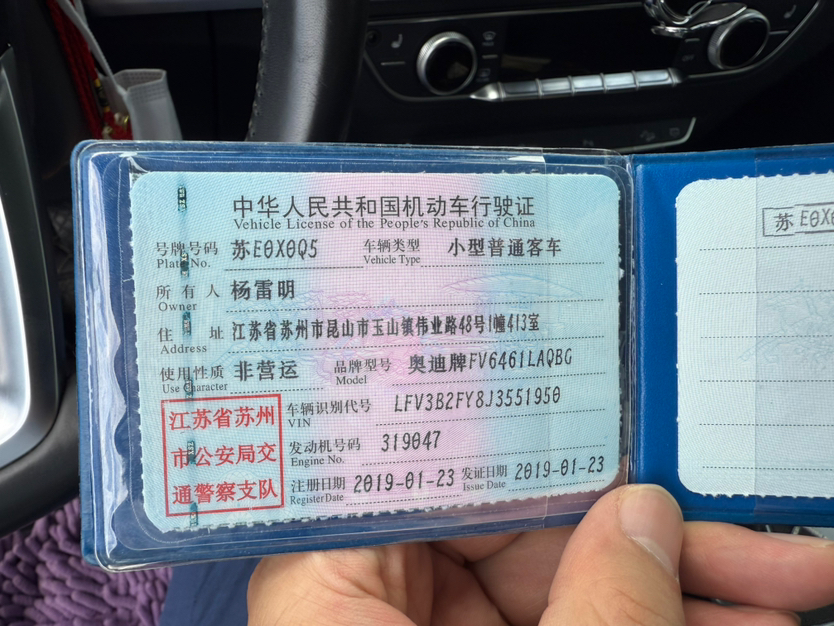 中华人民共和国机动车行驶证
Vehicle License of the People's Republic of China
号牌号码 苏E0X0Q5 车辆类型 小型普通客车
Plate No. Vehicle Type
所有人 杨雷明
Owner
住址 江苏省苏州市昆山市玉山镇伟业路48号1幢413室
Address
使用性质 非营运 品牌型号 奥迪牌FV6461LAQBG
Use Character Model
江苏省苏州
市公安局交
通警察支队
车辆识别代号 LFV3B2FY8J3551950
VIN
发动机号码 319047
Engine No.
注册日期 2019-01-23 发证日期 2019-01-23
Register Date Issue Date
苏E0X0